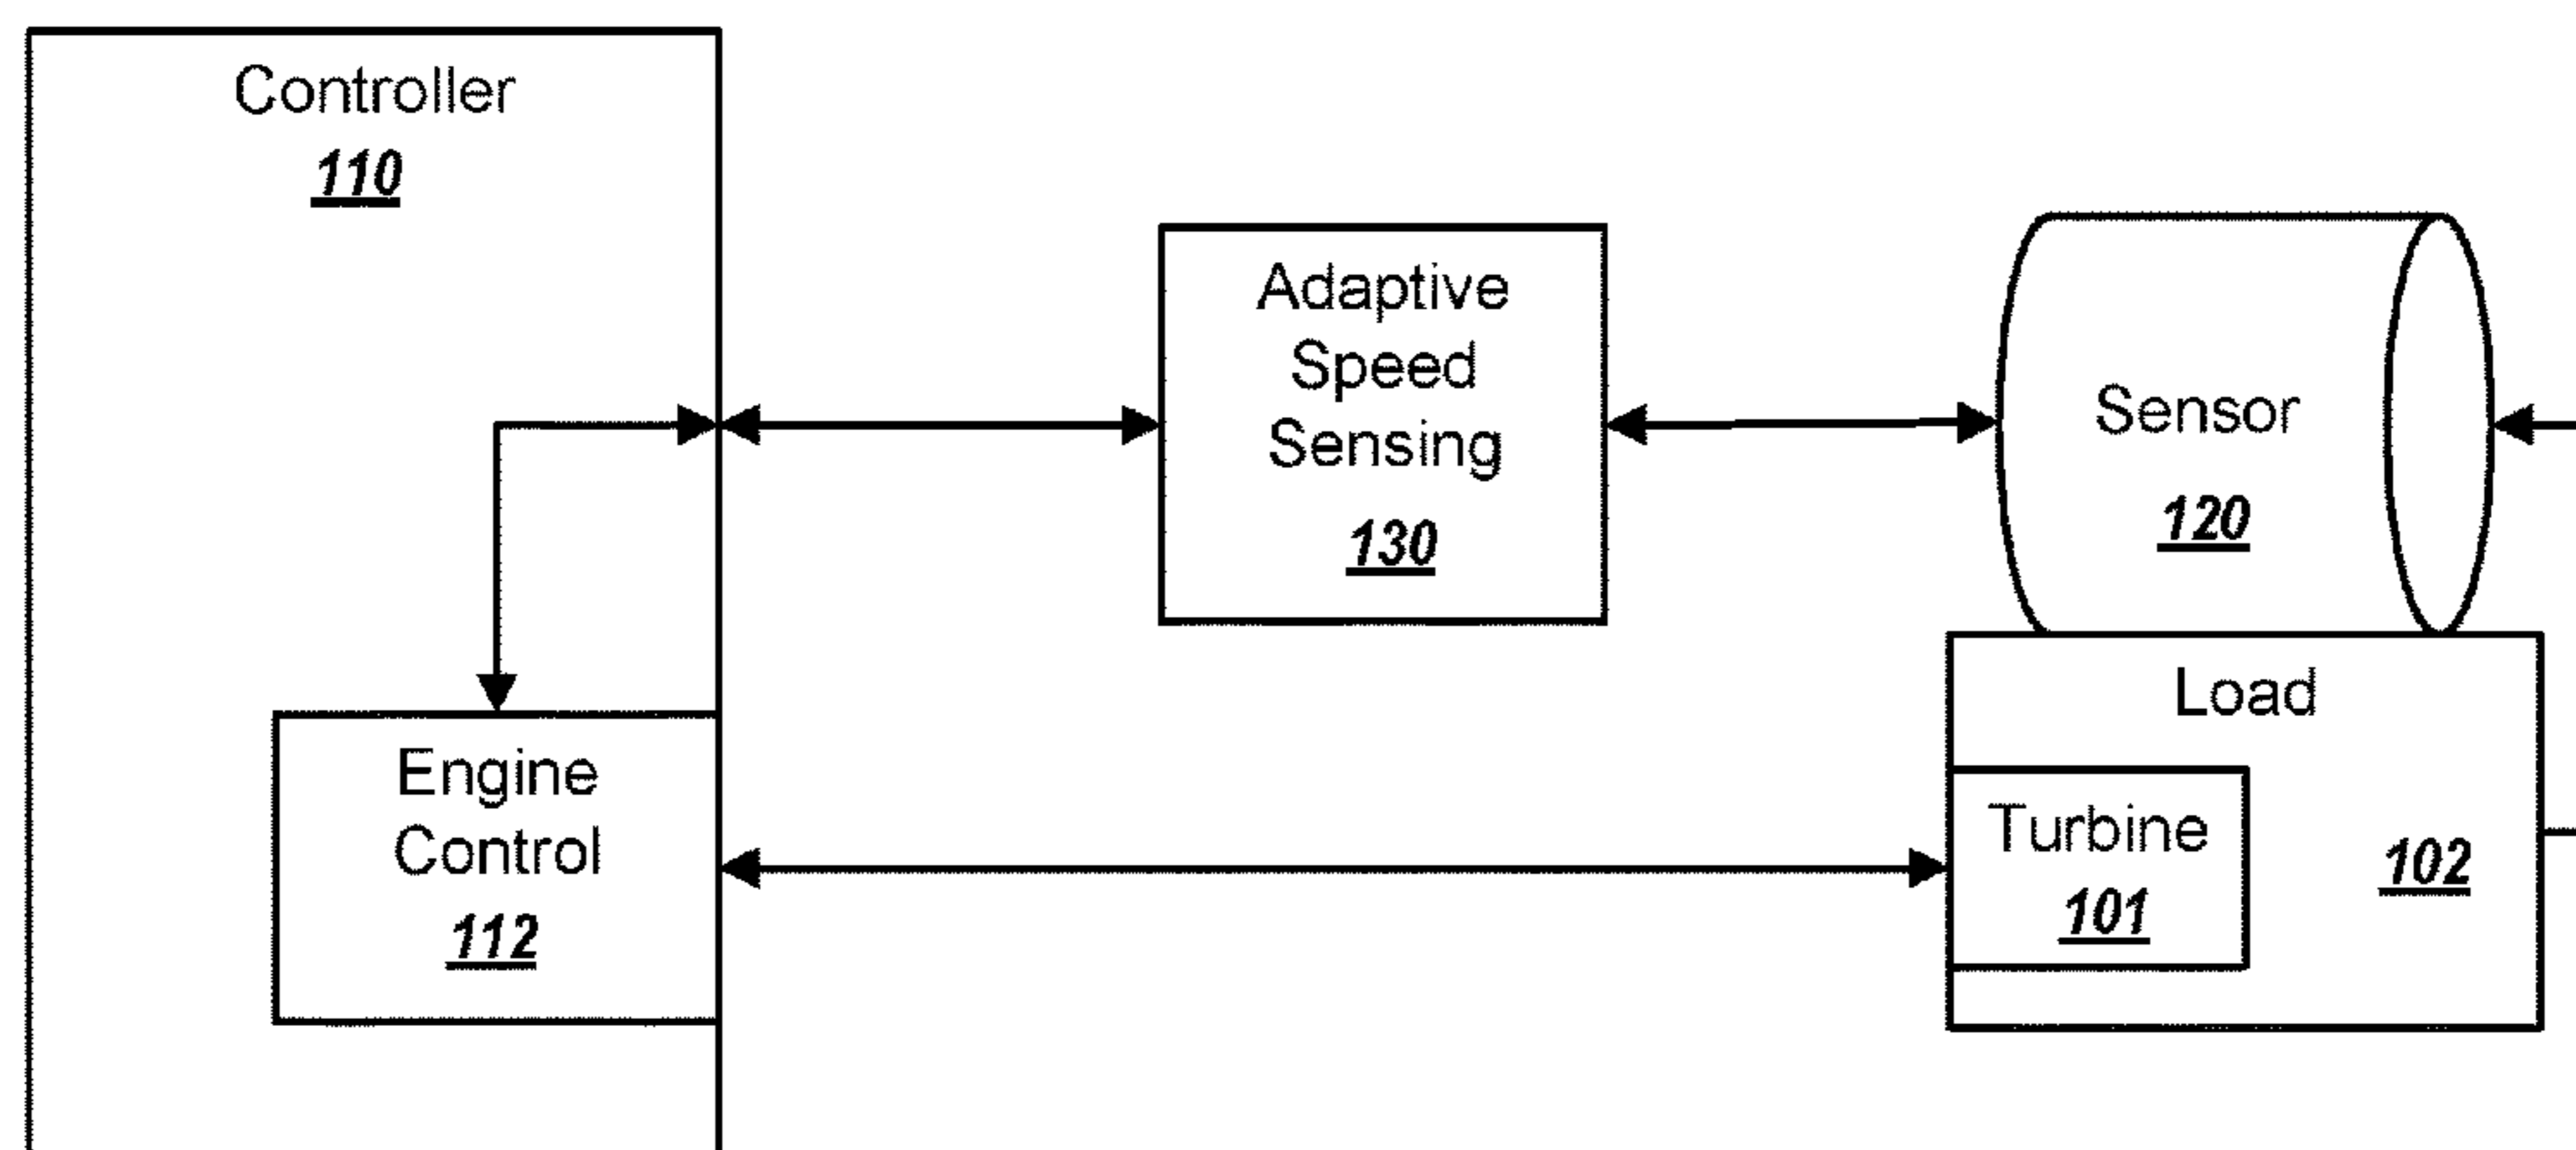 Controller
110
Adaptive
Speed
Sensing
130
Sensor
120
Load
102
Turbine
101
Engine
Control
112